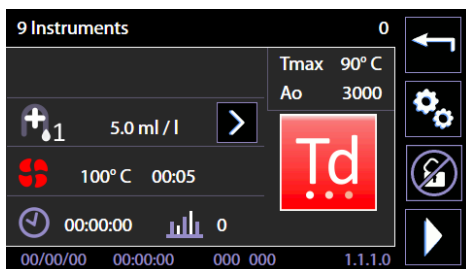 9 Instruments 0
Tmax 90° C
Ao 3000
1 5.0 ml / l
Td
100° C 00:05
00:00:00 0
00/00/00 00:00:00 000 000 1.1.1.0